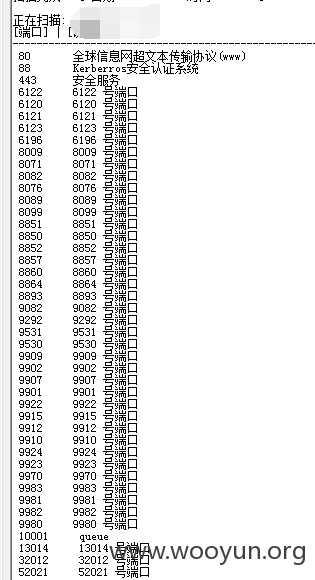 正在扫描:
[端口] |
80 全球信息网超文本传输协议(www)
88 Kerberros安全认证系统
443 安全服务
6122 6122 号端口
6120 6120 号端口
6121 6121 号端口
6123 6123 号端口
6196 6196 号端口
8009 8009 号端口
8071 8071 号端口
8082 8082 号端口
8076 8076 号端口
8089 8089 号端口
8099 8099 号端口
8851 8851 号端口
8850 8850 号端口
8852 8852 号端口
8857 8857 号端口
8860 8860 号端口
8864 8864 号端口
8893 8893 号端口
9082 9082 号端口
9292 9292 号端口
9531 9531 号端口
9530 9530 号端口
9909 9909 号端口
9902 9902 号端口
9907 9907 号端口
9901 9901 号端口
9922 9922 号端口
9915 9915 号端口
9912 9912 号端口
9910 9910 号端口
9924 9924 号端口
9923 9923 号端口
9970 9970 号端口
9983 9983 号端口
9981 9981 号端口
9982 9982 号端口
9980 9980 号端口
10001 queue
13014 13014 号端口
32012 32012 号端口
52021 52021 号端口
www.wooyun.org